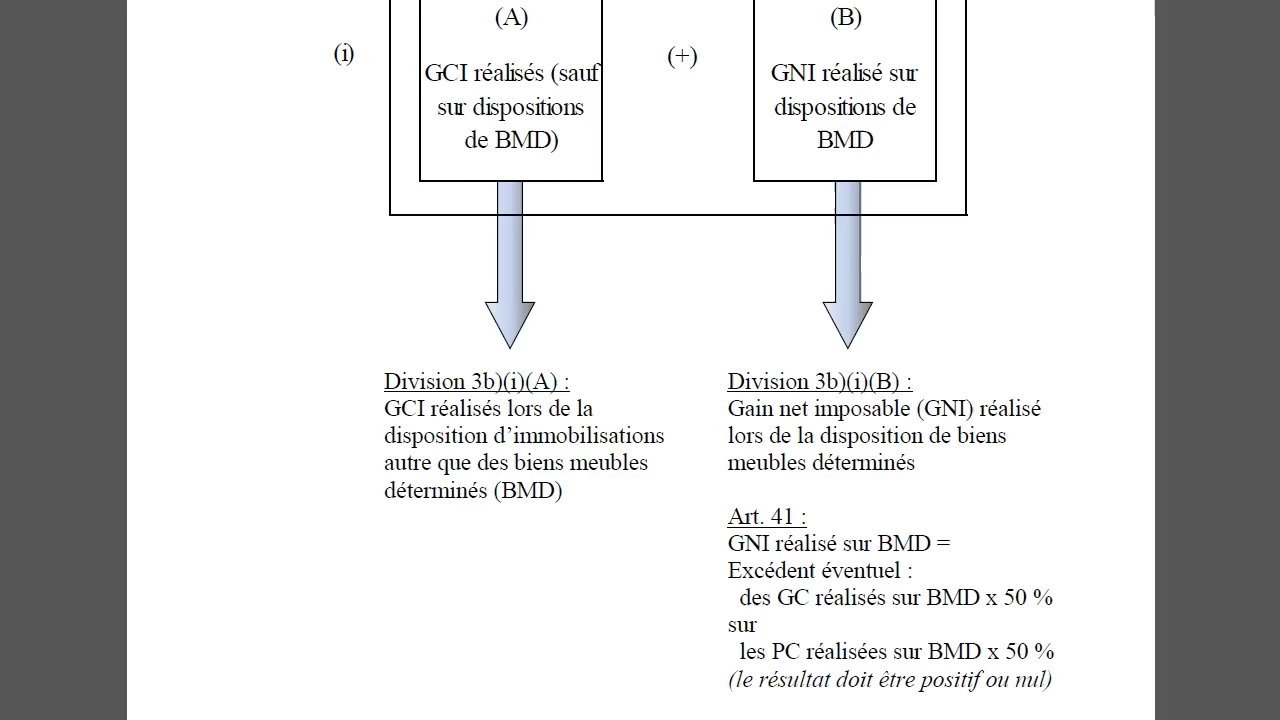 (A)
(B)
(i)
(+)
GCI réalisés (sauf
sur dispositions
de BMD)
GNI réalisé sur
dispositions de
BMD
Division 3b)(i)(A) :
GCI réalisés lors de la
disposition d’immobilisations
autre que des biens meubles
déterminés (BMD)
Division 3b)(i)(B) :
Gain net imposable (GNI) réalisé
lors de la disposition de biens
meubles déterminés
Art. 41 :
GNI réalisé sur BMD =
Excédent éventuel :
des GC réalisés sur BMD x 50 %
sur
les PC réalisées sur BMD x 50 %
(le résultat doit être positif ou nul)